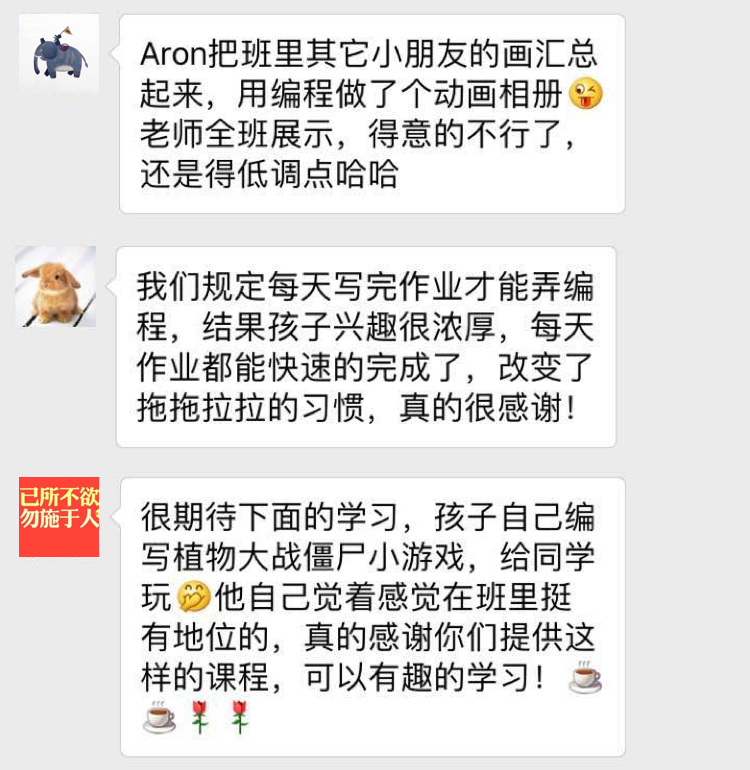 Aron把班里其它小朋友的画汇总
起来，用编程做了个动画相册😜
老师全班展示，得意的不行了，
还是得低调点哈哈
我们规定每天写完作业才能弄编
程，结果孩子兴趣很浓厚，每天
作业都能快速的完成了，改变了
拖拖拉拉的习惯，真的很感谢！
已所不欲
勿施于人
很期待下面的学习，孩子自己编
写植物大战僵尸小游戏，给同学
玩🤭他自己觉着感觉在班里挺
有地位的，真的感谢你们提供这
样的课程，可以有趣的学习！☕
☕🌹🌹